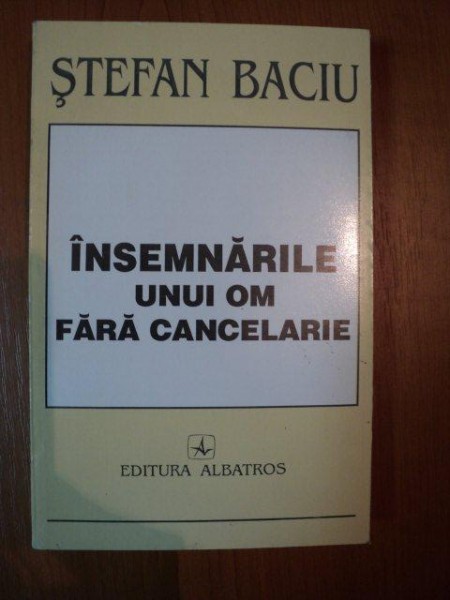 ŞTEFAN BACIU
ÎNSEMNĂRILE
UNUI OM
FĂRĂ CANCELARIE
EDITURA ALBATROS